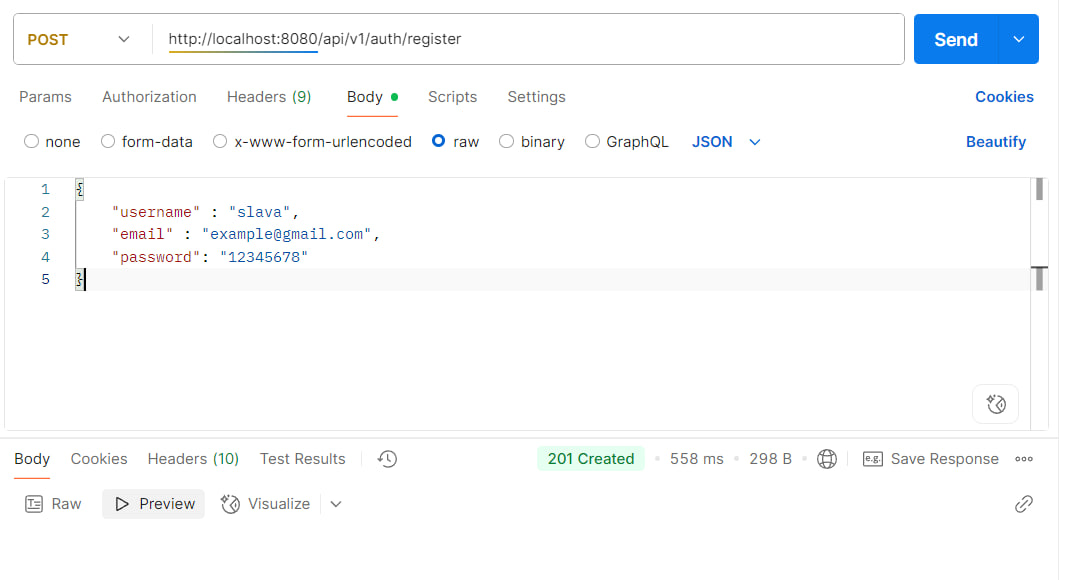 POST http://localhost:8080/api/v1/auth/register Send
Params Authorization Headers (9) Body Scripts Settings Cookies
none form-data x-www-form-urlencoded raw binary GraphQL JSON Beautify
1 {
2 "username" : "slava",
3 "email" : "example@gmail.com",
4 "password": "12345678"
5 }
Body Cookies Headers (10) Test Results 201 Created 558 ms 298 B e.g. Save Response
Raw Preview Visualize